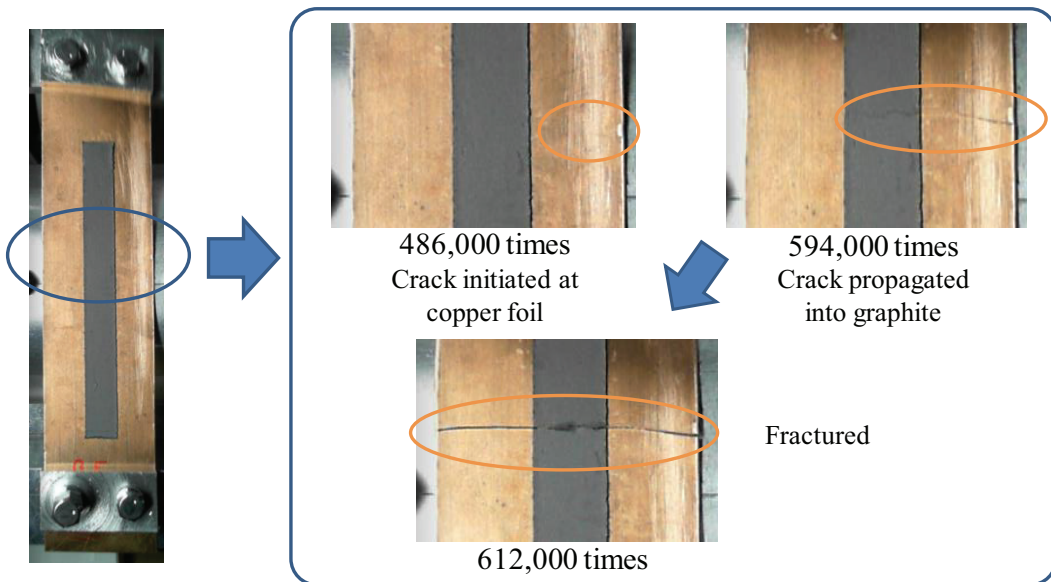 486,000 times
Crack initiated at
copper foil
594,000 times
Crack propagated
into graphite
Fractured
612,000 times